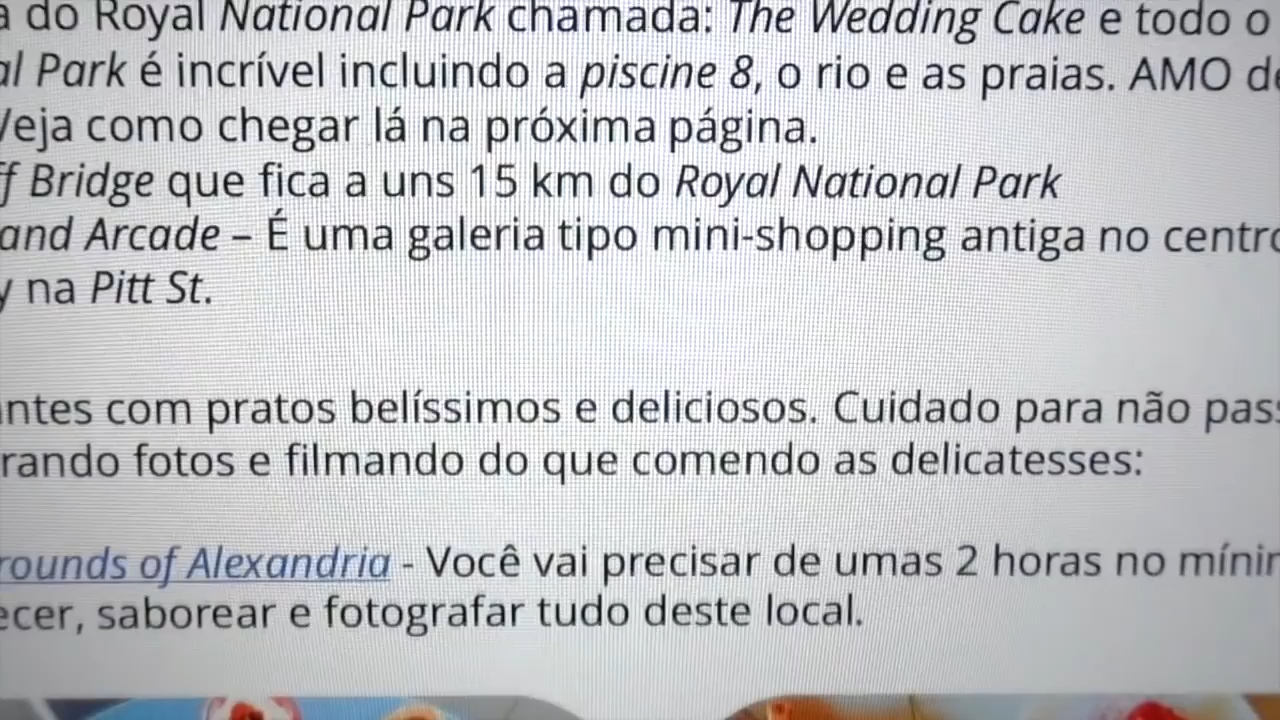 a do Royal National Park chamada: The Wedding Cake e todo o
al Park é incrível incluindo a piscine 8, o rio e as praias. AMO de
Veja como chegar lá na próxima página.
ff Bridge que fica a uns 15 km do Royal National Park
and Arcade – É uma galeria tipo mini-shopping antiga no centro
y na Pitt St.
ntes com pratos belíssimos e deliciosos. Cuidado para não pass
rando fotos e filmando do que comendo as delicatesses:
rounds of Alexandria - Você vai precisar de umas 2 horas no mínim
ecer, saborear e fotografar tudo deste local.